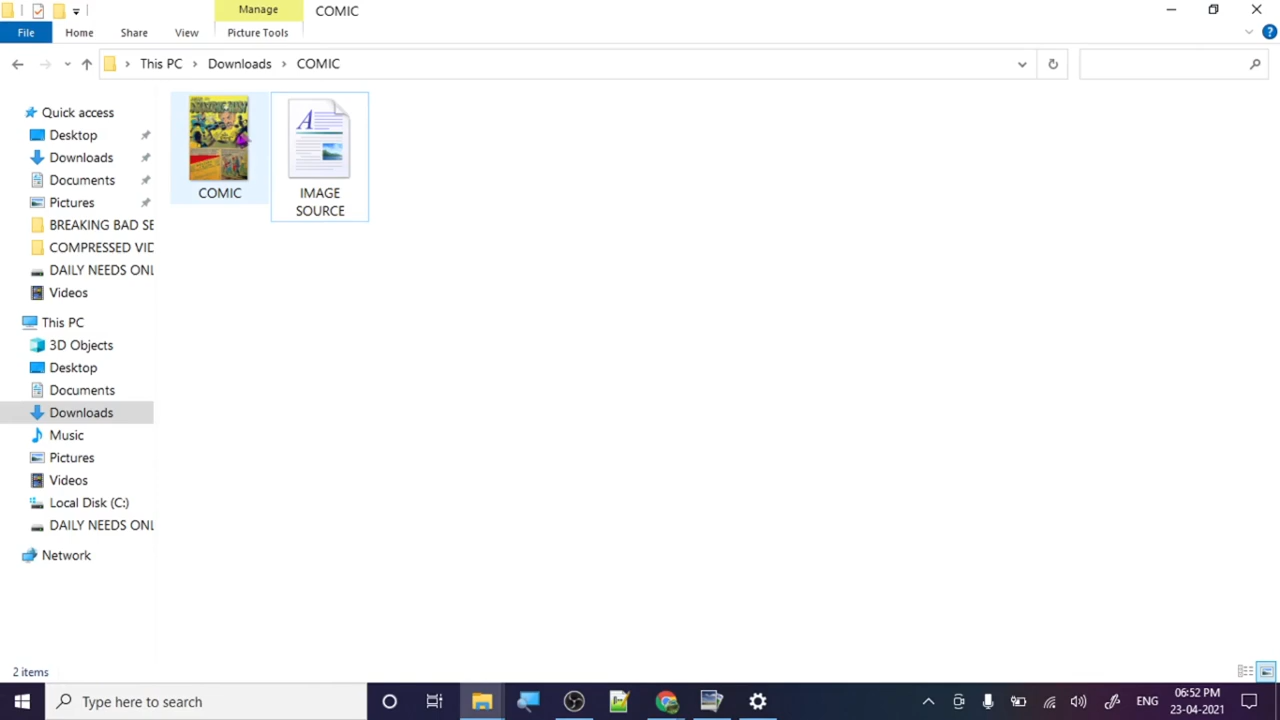 Manage
COMIC
File
Home
Share
View
Picture Tools
This PC
Downloads
COMIC
Quick access
Desktop
Downloads
Documents
Pictures
BREAKING BAD SE
COMPRESSED VID
DAILY NEEDS ONL
Videos
This PC
3D Objects
Desktop
Documents
Downloads
Music
Pictures
Videos
Local Disk (C:)
DAILY NEEDS ONL
Network
COMIC
IMAGE
SOURCE
2 items
Type here to search
ENG
06:52 PM
23-04-2021